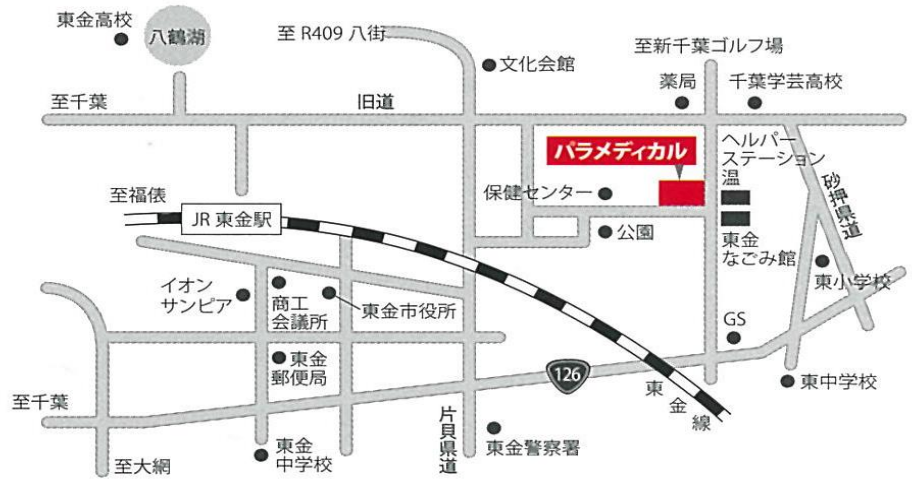 東金高校
八鶴湖
至 R409 八街
文化会館
至新千葉ゴルフ場
薬局
千葉学芸高校
至千葉
旧道
パラメディカル
ヘルパー
ステーション
温
砂押県道
保健センター
至福俵
JR 東金駅
公園
東金
なごみ館
イオン
サンピア
商工
会議所
東金市役所
東小学校
GS
東金
郵便局
126
東金線
東中学校
至千葉
片貝県道
東金
中学校
東金警察署
至大網